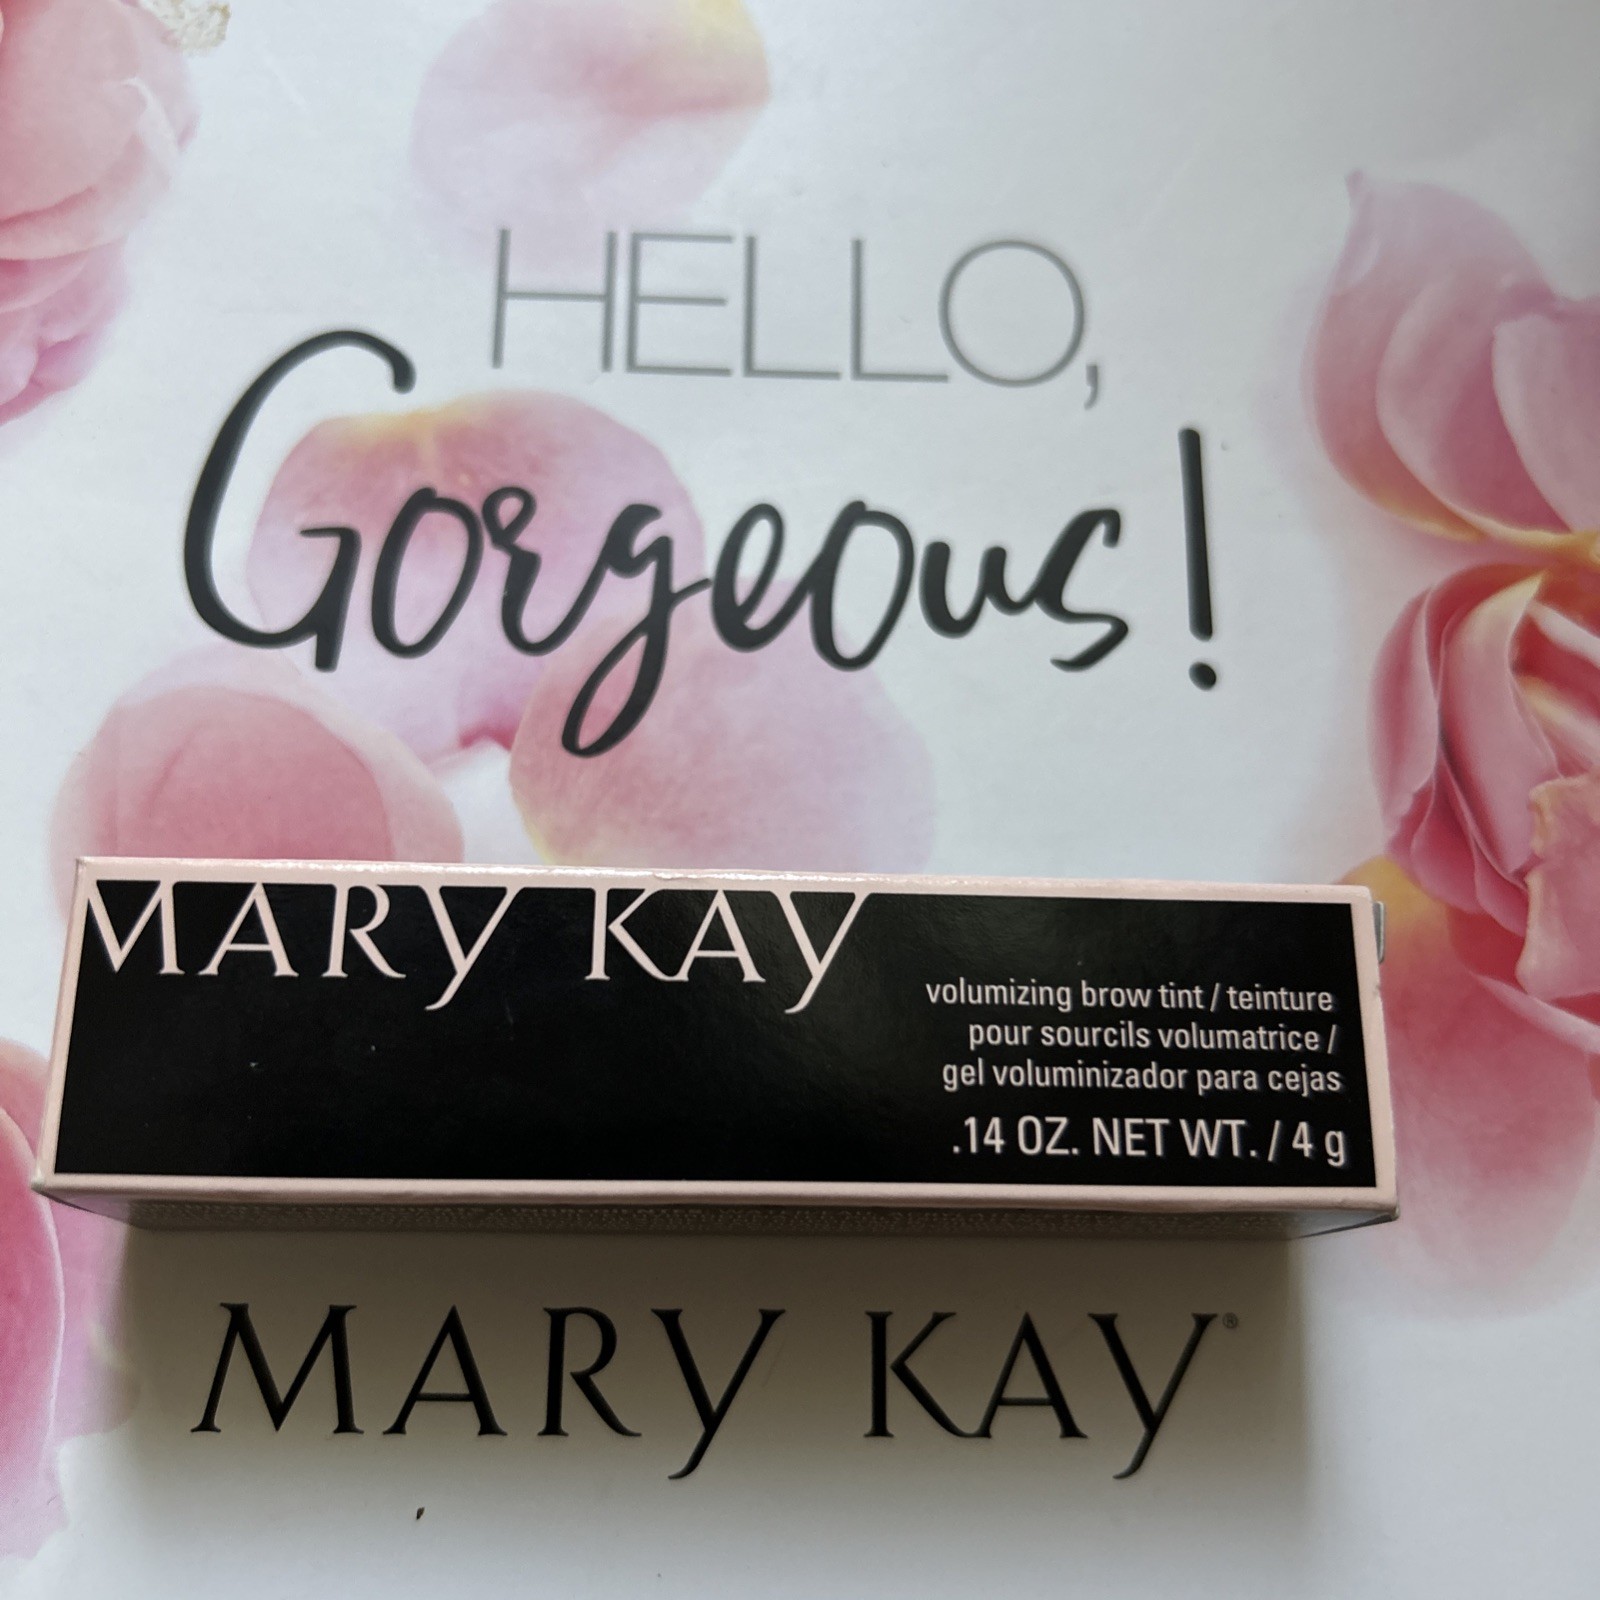 HELLO,
Gorgeous!
MARY KAY
volumizing brow tint / teinture
pour sourcils volumatrice /
gel voluminizador para cejas
.14 OZ. NET WT. / 4 g
MARY KAY®